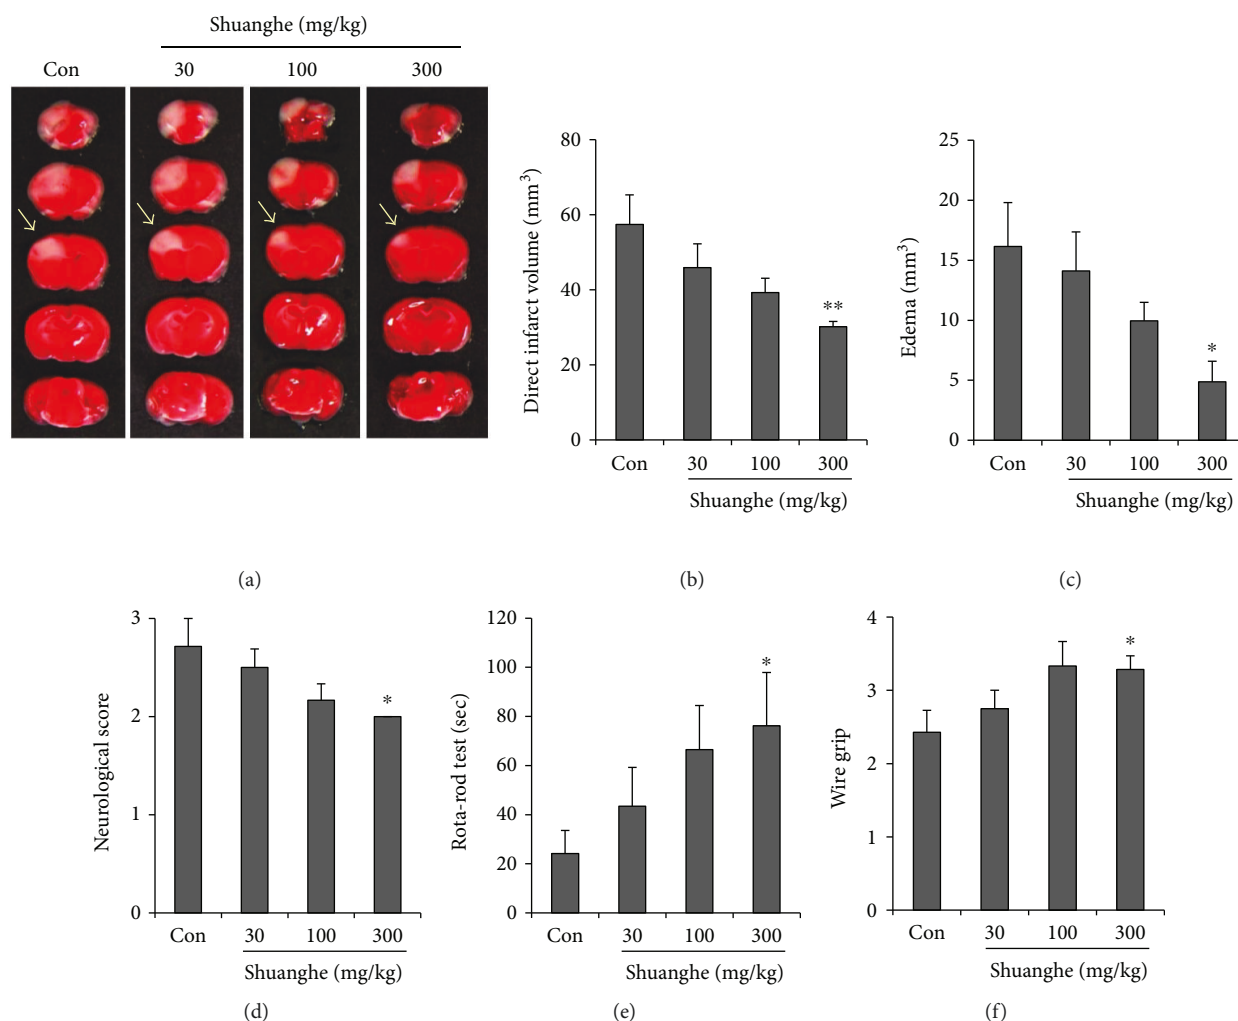 Shuanghe (mg/kg)
Con 30 100 300
Direct infarct volume (mm³)
80
60
40
20
0
**
Con 30 100 300
Shuanghe (mg/kg)
Edema (mm³)
25
20
15
10
5
0
*
Con 30 100 300
Shuanghe (mg/kg)
(a) (b) (c)
Neurological score
3
2
1
0
*
Con 30 100 300
Shuanghe (mg/kg)
(d)
Rota-rod test (sec)
120
100
80
60
40
20
0
*
Con 30 100 300
Shuanghe (mg/kg)
(e)
Wire grip
4
3
2
1
0
*
Con 30 100 300
Shuanghe (mg/kg)
(f)